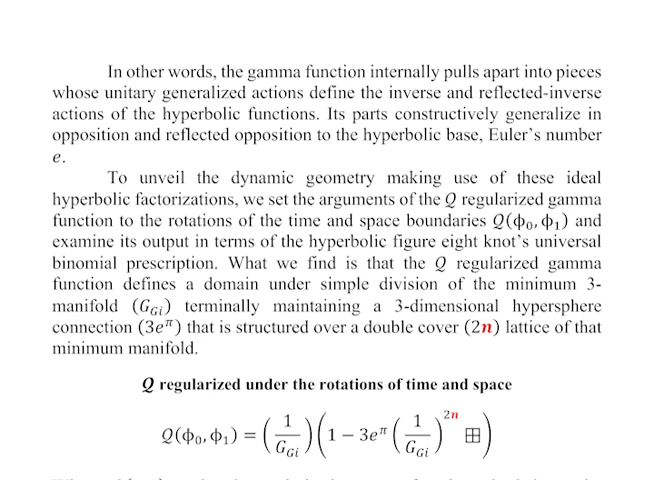 In other words, the gamma function internally pulls apart into pieces
whose unitary generalized actions define the inverse and reflected-inverse
actions of the hyperbolic functions. Its parts constructively generalize in
opposition and reflected opposition to the hyperbolic base, Euler's number
e.
To unveil the dynamic geometry making use of these ideal
hyperbolic factorizations, we set the arguments of the Q regularized gamma
function to the rotations of the time and space boundaries Q(ϕ₀, ϕ₁) and
examine its output in terms of the hyperbolic figure eight knot's universal
binomial prescription. What we find is that the Q regularized gamma
function defines a domain under simple division of the minimum 3-
manifold (G_Gi) terminally maintaining a 3-dimensional hypersphere
connection (3e^π) that is structured over a double cover (2n) lattice of that
minimum manifold.
Q regularized under the rotations of time and space
Q(ϕ₀, ϕ₁) = (1/G_Gi)(1 − 3e^π (1/G_Gi)^2n ⊞)